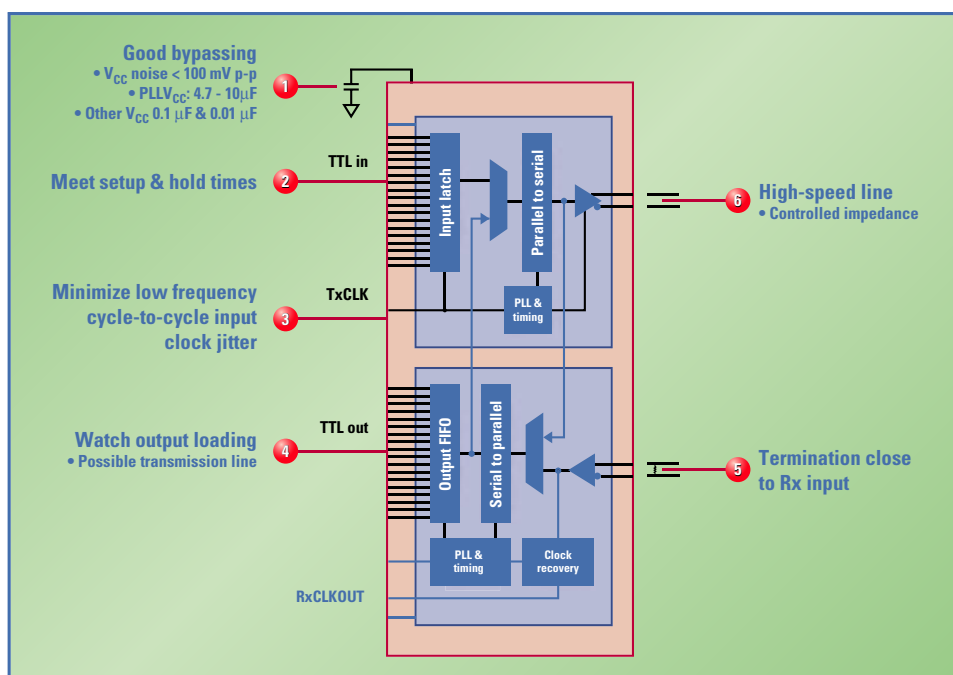 Good bypassing
• VCC noise < 100 mV p-p
• PLLVCC: 4.7 - 10μF
• Other VCC 0.1 μF & 0.01 μF
1
TTL in
Meet setup & hold times
2
Input latch
Parallel to serial
6
High-speed line
• Controlled impedance
Minimize low frequency
cycle-to-cycle input
clock jitter
3
TxCLK
PLL &
timing
Watch output loading
• Possible transmission line
4
TTL out
Output FIFO
Serial to parallel
5
Termination close
to Rx input
PLL &
timing
Clock
recovery
RxCLKOUT